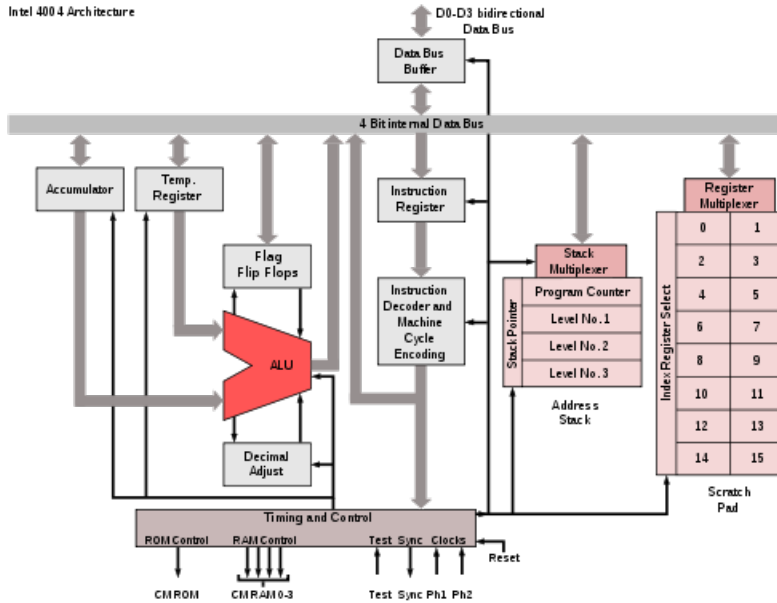 Intel 4004 Architecture
D0-D3 bidirectional
Data Bus
Data Bus
Buffer
4 Bit internal Data Bus
Accumulator
Temp.
Register
Instruction
Register
Register
Multiplexer
Flag
Flip Flops
Stack
Multiplexer
Instruction
Decoder and
Machine
Cycle
Encoding
Stack Pointer
Program Counter
Level No. 1
Level No. 2
Level No. 3
Address
Stack
Index Register Select
0 1
2 3
4 5
6 7
8 9
10 11
12 13
14 15
Scratch
Pad
ALU
Decimal
Adjust
Timing and Control
ROM Control RAM Control Test Sync Clocks
Reset
CM ROM CM RAM 0-3 Test Sync Ph1 Ph2